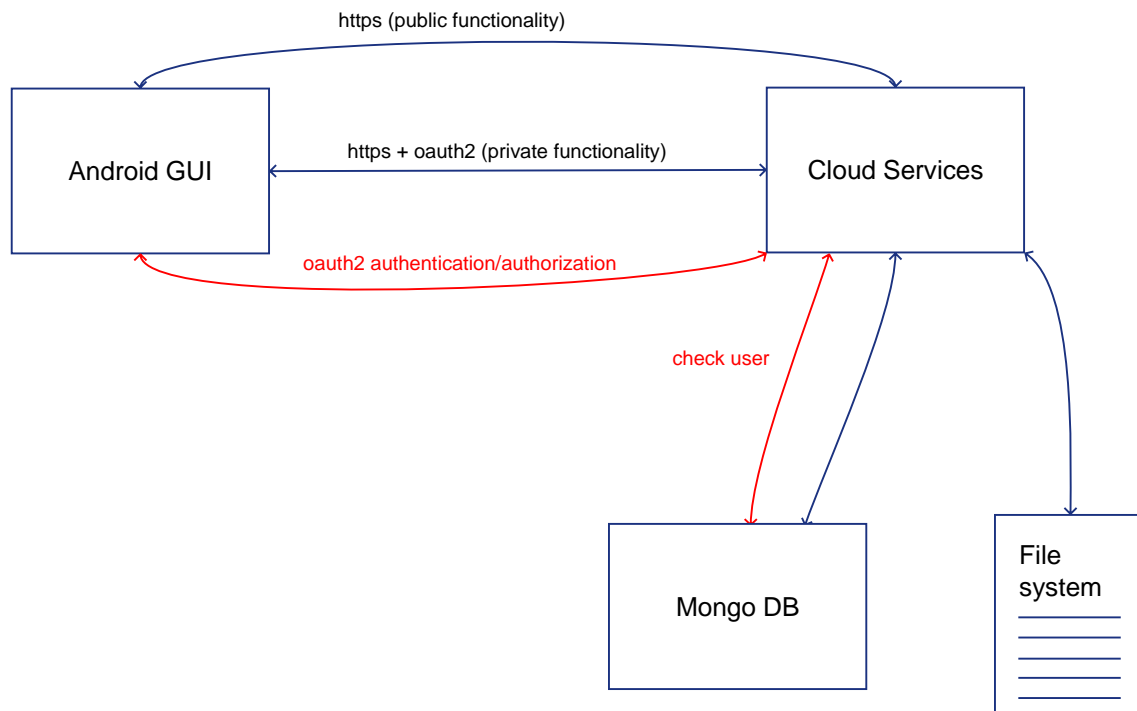 https (public functionality)
Android GUI
https + oauth2 (private functionality)
Cloud Services
oauth2 authentication/authorization
check user
Mongo DB
File
system